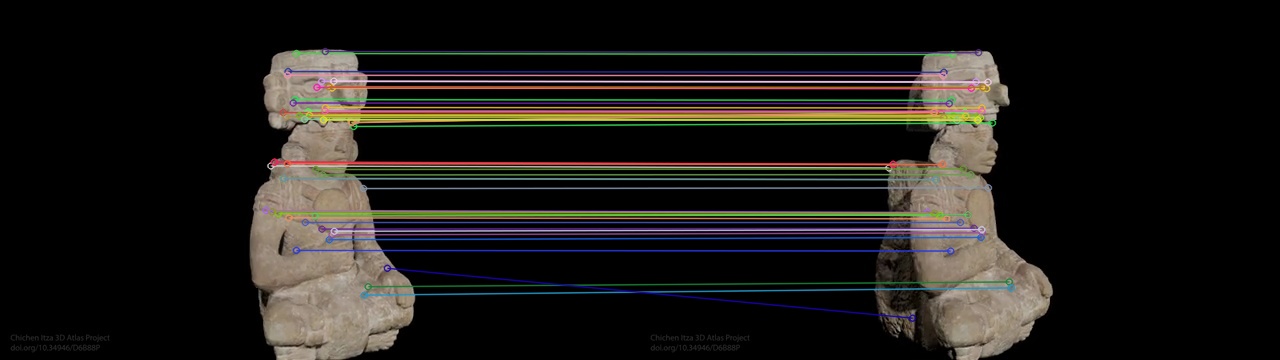 Chichen Itza 3D Atlas Project
doi.org/10.34946/D6B88P
Chichen Itza 3D Atlas Project
doi.org/10.34946/D6B88P